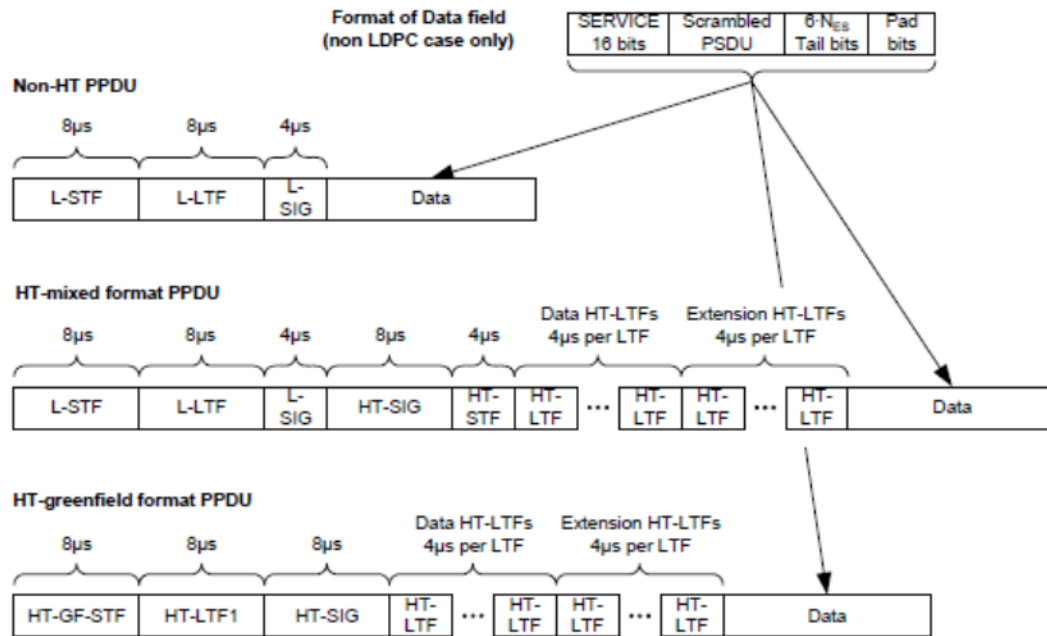 Format of Data field
(non LDPC case only)
SERVICE
16 bits
Scrambled
PSDU
6·NES
Tail bits
Pad
bits
Non-HT PPDU
8µs
8µs
4µs
L-STF
L-LTF
L-
SIG
Data
HT-mixed format PPDU
Data HT-LTFs
4µs per LTF
Extension HT-LTFs
4µs per LTF
8µs
8µs
4µs
8µs
4µs
L-STF
L-LTF
L-
SIG
HT-SIG
HT-
STF
HT-
LTF
...
HT-
LTF
HT-
LTF
...
HT-
LTF
Data
HT-greenfield format PPDU
Data HT-LTFs
4µs per LTF
Extension HT-LTFs
4µs per LTF
8µs
8µs
8µs
HT-GF-STF
HT-LTF1
HT-SIG
HT-
LTF
...
HT-
LTF
HT-
LTF
...
HT-
LTF
Data